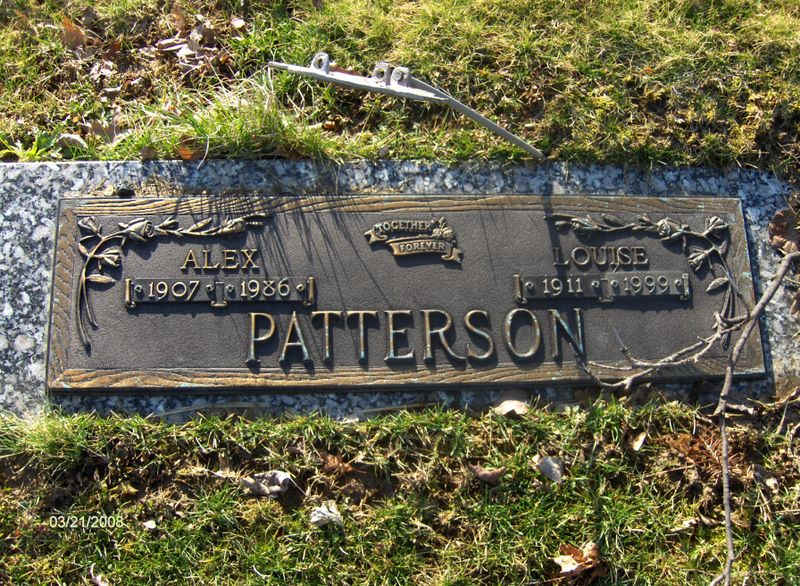 TOGETHER
FOREVER
ALEX
1907 1986
LOUISE
1911 1999
PATTERSON
03/21/2008